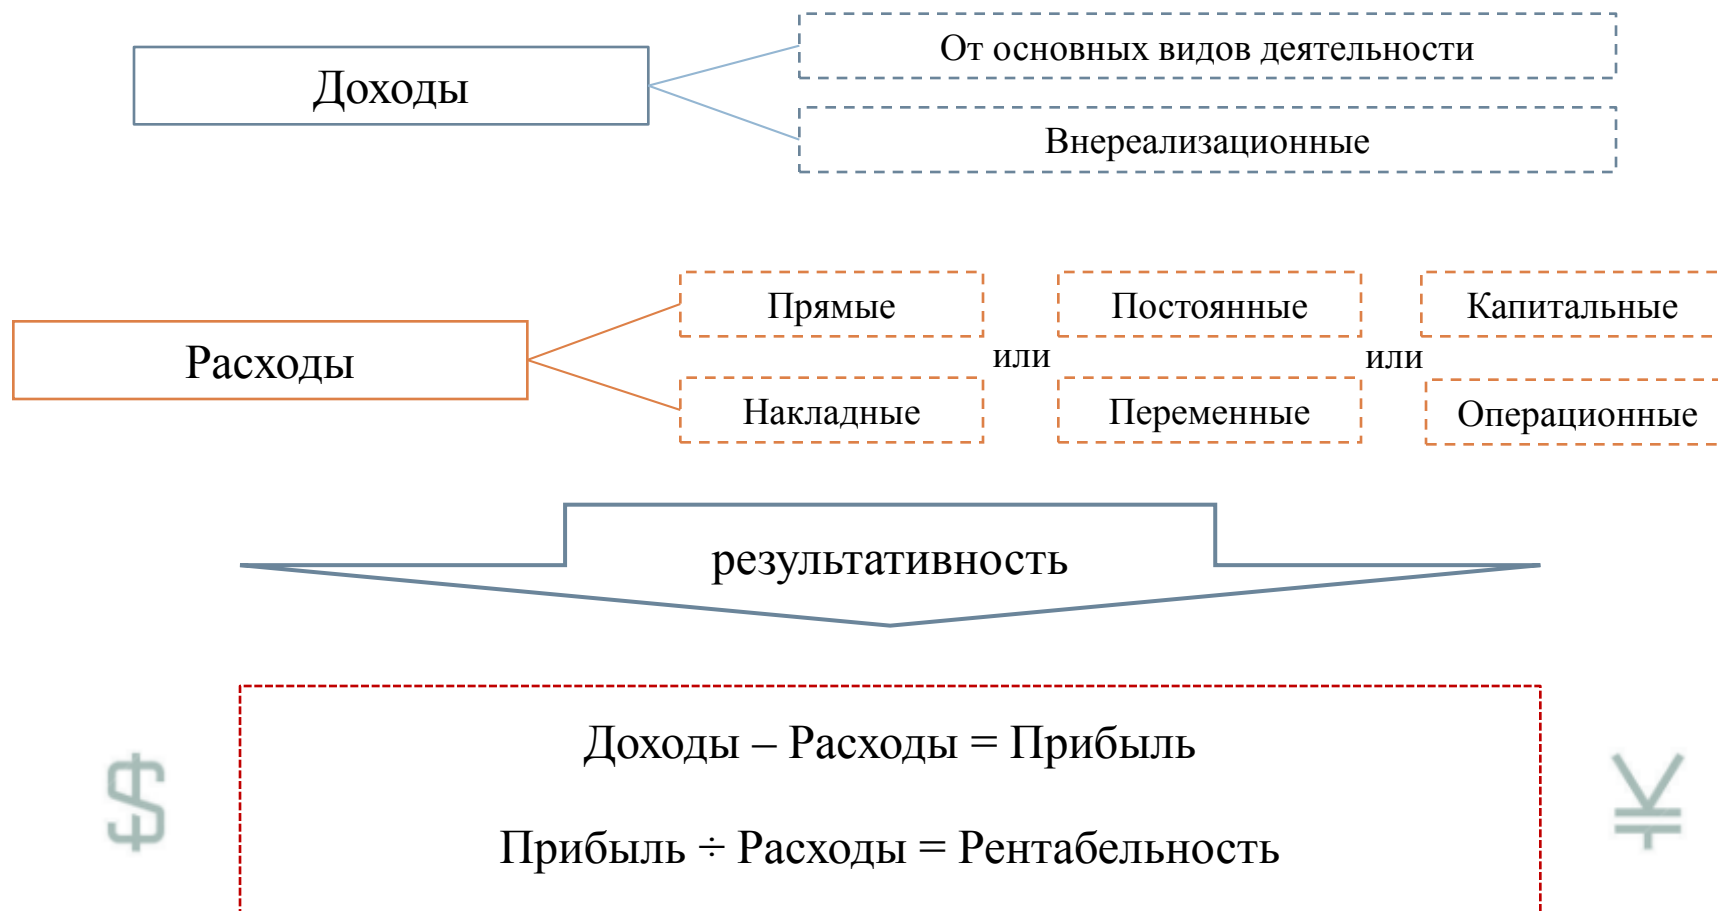 От основных видов деятельности
Доходы
Внереализационные
Прямые
Постоянные
Капитальные
Расходы
или
или
Накладные
Переменные
Операционные
результативность
Доходы – Расходы = Прибыль
$
¥
Прибыль ÷ Расходы = Рентабельность